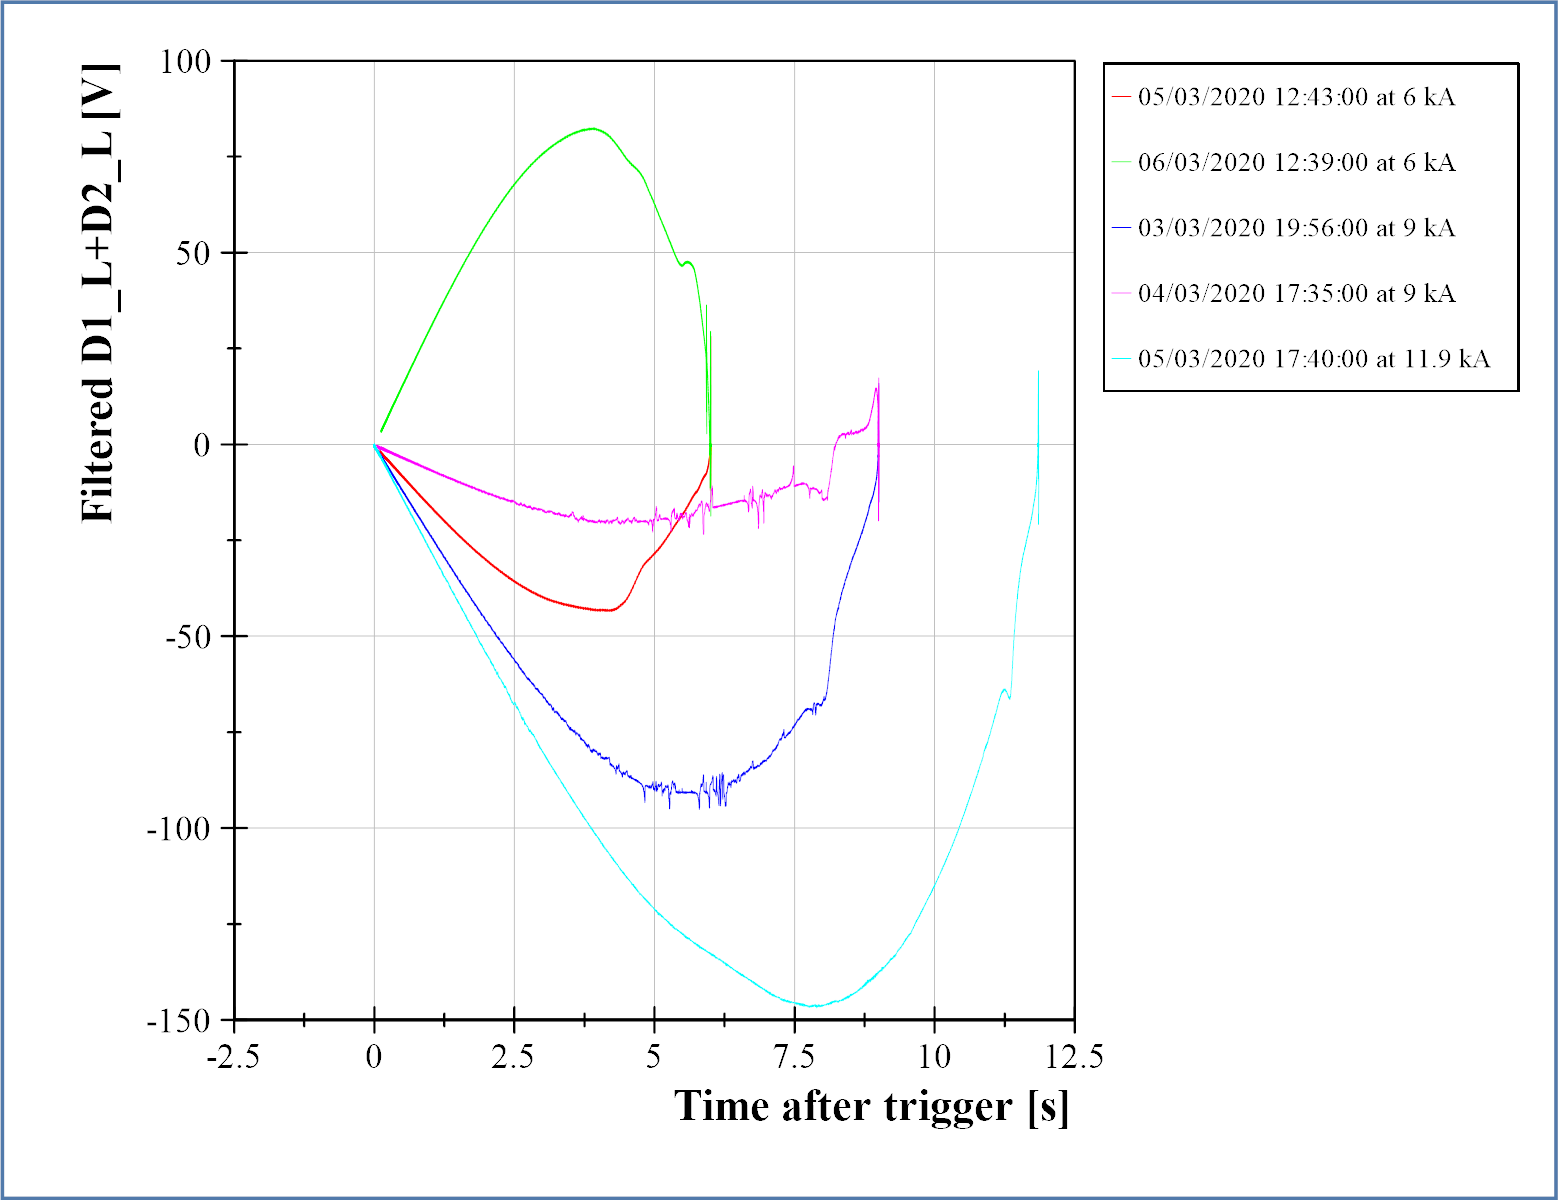 Filtered D1_L+D2_L [V]
100
50
0
-50
-100
-150
-2.5 0 2.5 5 7.5 10 12.5
Time after trigger [s]
05/03/2020 12:43:00 at 6 kA
06/03/2020 12:39:00 at 6 kA
03/03/2020 19:56:00 at 9 kA
04/03/2020 17:35:00 at 9 kA
05/03/2020 17:40:00 at 11.9 kA